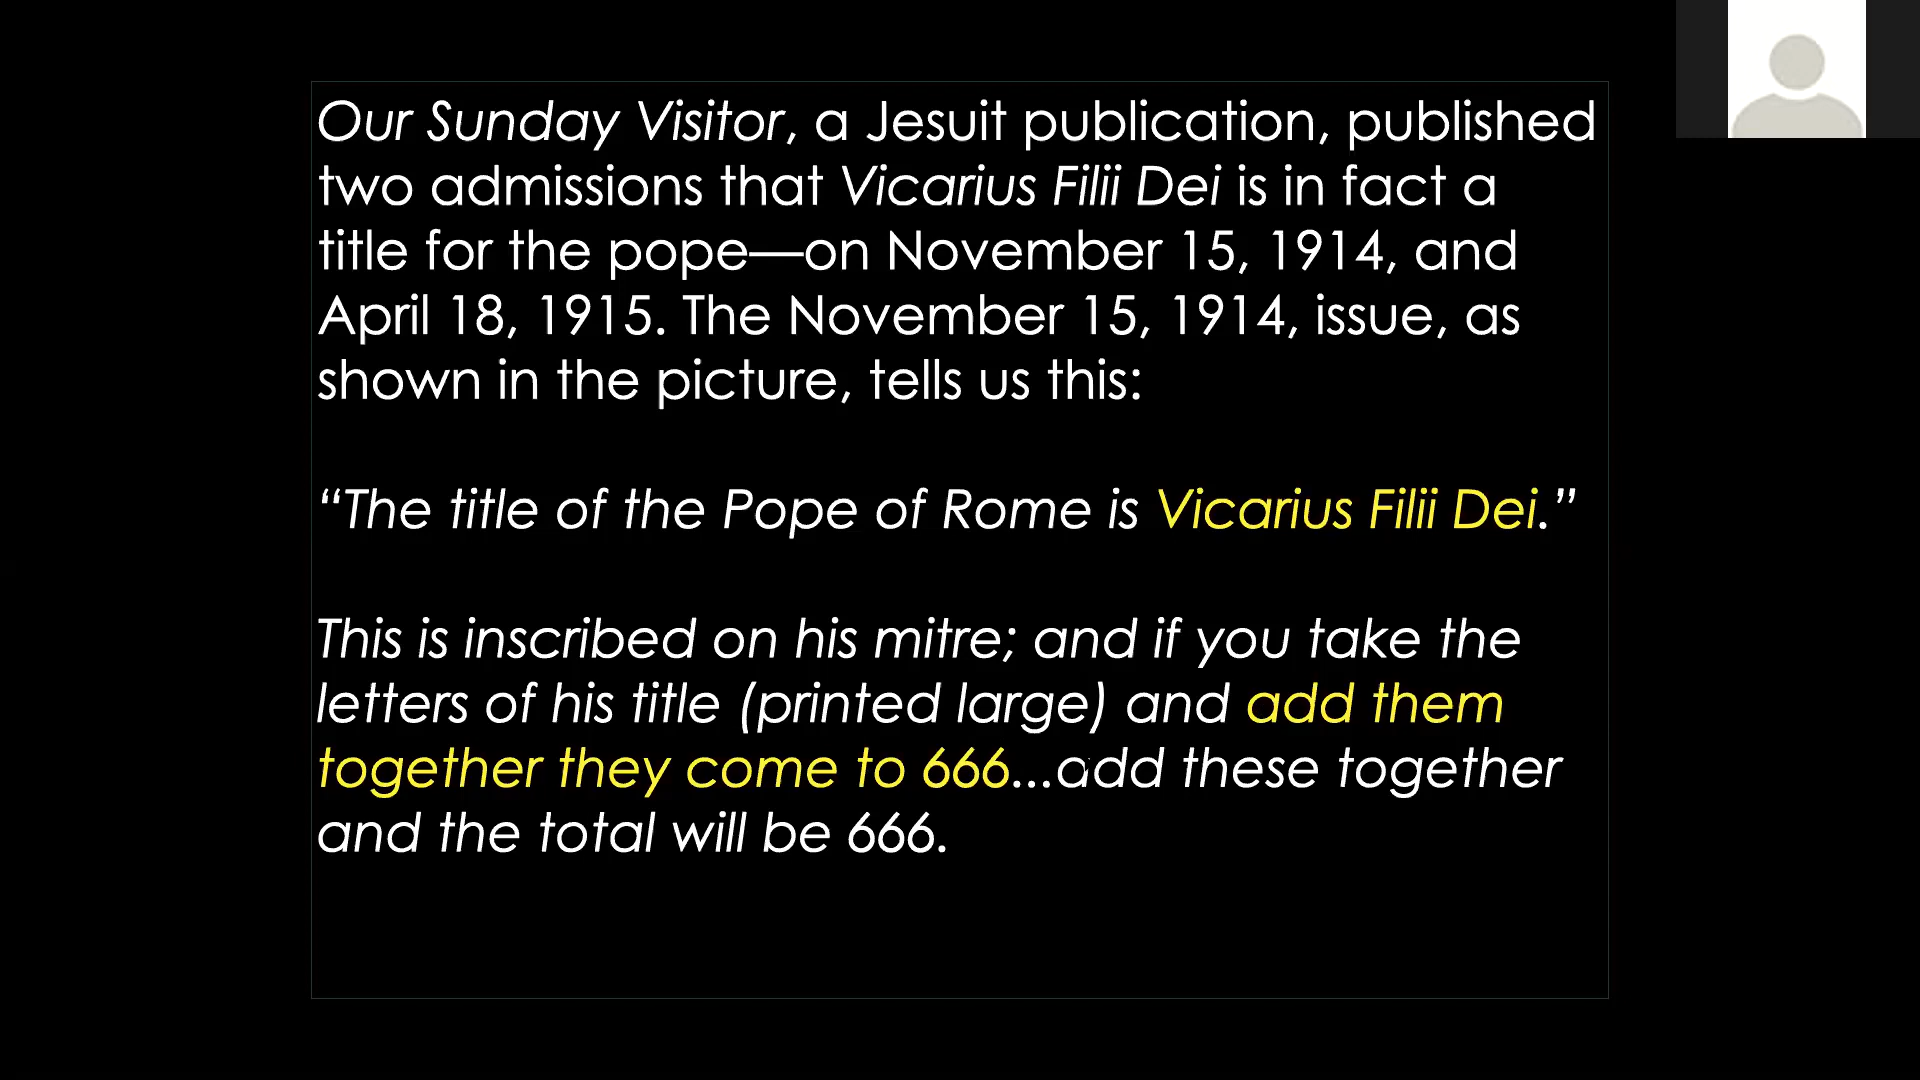 Our Sunday Visitor, a Jesuit publication, published
two admissions that Vicarius Filii Dei is in fact a
title for the pope—on November 15, 1914, and
April 18, 1915. The November 15, 1914, issue, as
shown in the picture, tells us this:
“The title of the Pope of Rome is Vicarius Filii Dei.”
This is inscribed on his mitre; and if you take the
letters of his title (printed large) and add them
together they come to 666...add these together
and the total will be 666.